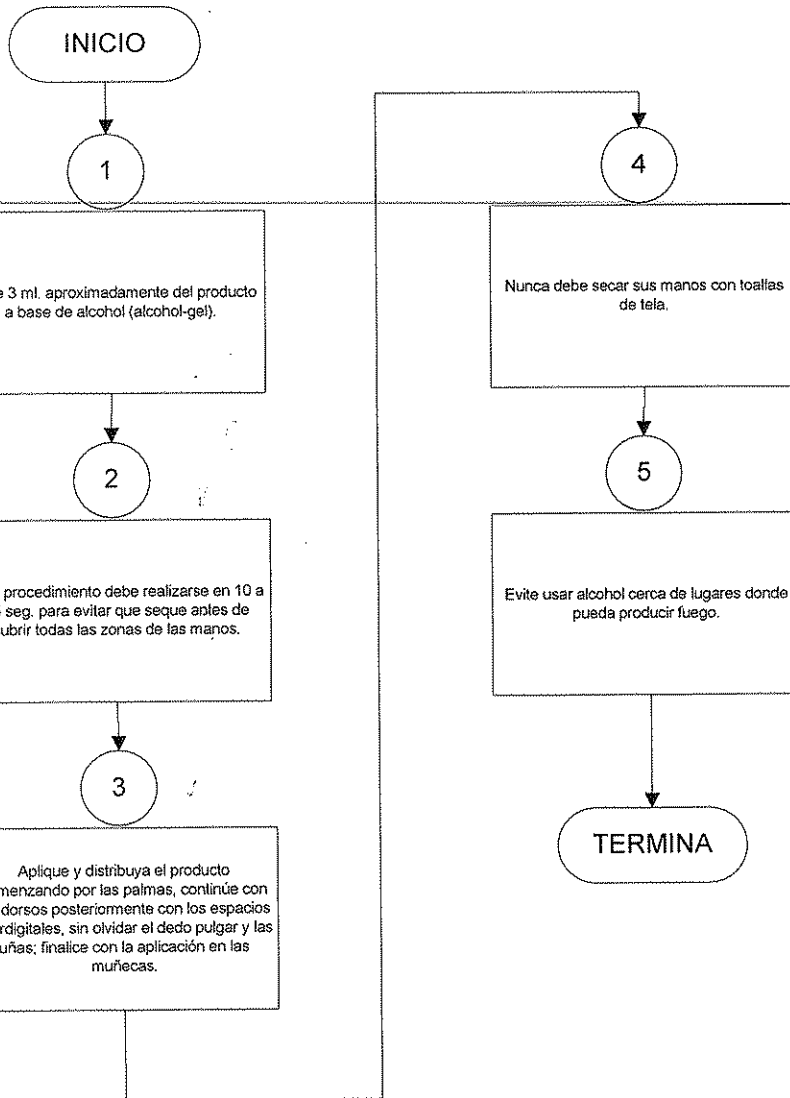 INICIO
1
3 ml. aproximadamente del producto
a base de alcohol (alcohol-gel).
2
procedimiento debe realizarse en 10 a
seg. para evitar que seque antes de
ubrir todas las zonas de las manos.
3
Aplique y distribuya el producto
menzando por las palmas, continúe con
dorsos posteriormente con los espacios
rdigitales, sin olvidar el dedo pulgar y las
uñas; finalice con la aplicación en las
muñecas.
4
Nunca debe secar sus manos con toallas
de tela.
5
Evite usar alcohol cerca de lugares donde
pueda producir fuego.
TERMINA